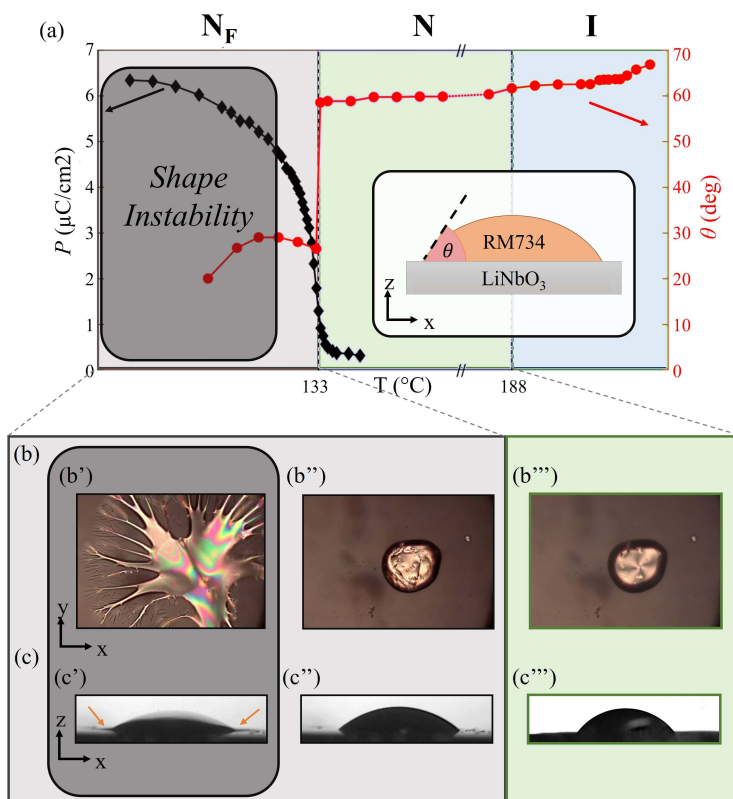 N_F N I
(a)
7 70
6 60
5 50
4 40
3 30
2 20
1 10
0 0
P (μC/cm2)
θ (deg)
Shape
Instability
θ
RM734
LiNbO₃
z
x
133 T (°C) 188
(b)
(b’) (b’’) (b’’’)
y
x
(c)
(c’) (c’’) (c’’’)
z
x